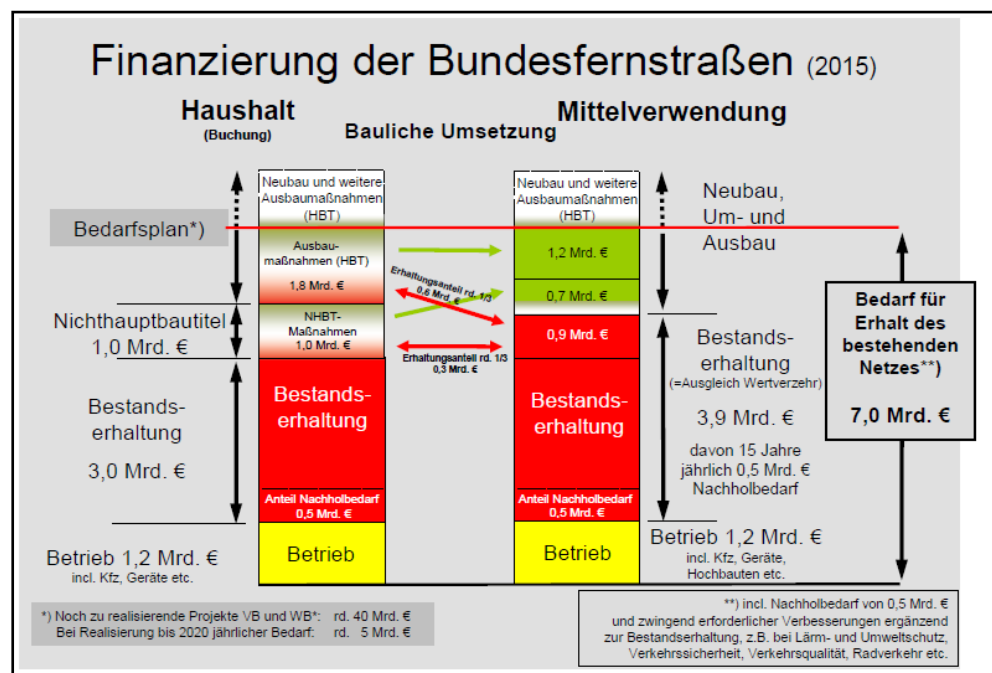 Finanzierung der Bundesfernstraßen (2015)
Haushalt
(Buchung)
Bauliche Umsetzung
Mittelverwendung
Bedarfsplan*)
Nichthauptbautitel
1,0 Mrd. €
Bestands-
erhaltung
3,0 Mrd. €
Betrieb 1,2 Mrd. €
incl. Kfz, Geräte etc.
Neubau und weitere
Ausbaumaßnahmen
(HBT)
Ausbau-
maßnahmen (HBT)
1,8 Mrd. €
NHBT-
Maßnahmen
1,0 Mrd. €
Bestands-
erhaltung
Anteil Nachholbedarf
0,5 Mrd. €
Betrieb
Erhaltungsanteil rd. 1/3
0,6 Mrd. €
Erhaltungsanteil rd. 1/3
0,3 Mrd. €
Neubau und weitere
Ausbaumaßnahmen
(HBT)
1,2 Mrd. €
0,7 Mrd. €
0,9 Mrd. €
Bestands-
erhaltung
Anteil Nachholbedarf
0,5 Mrd. €
Betrieb
Neubau,
Um- und
Ausbau
Bestands-
erhaltung
(=Ausgleich Wertverzehr)
3,9 Mrd. €
davon 15 Jahre
jährlich 0,5 Mrd. €
Nachholbedarf
Betrieb 1,2 Mrd. €
incl. Kfz, Geräte,
Hochbauten etc.
Bedarf für
Erhalt des
bestehenden
Netzes**)
7,0 Mrd. €
*) Noch zu realisierende Projekte VB und WB*: rd. 40 Mrd. €
Bei Realisierung bis 2020 jährlicher Bedarf: rd. 5 Mrd. €
**) incl. Nachholbedarf von 0,5 Mrd. €
und zwingend erforderlicher Verbesserungen ergänzend
zur Bestandserhaltung, z.B. bei Lärm- und Umweltschutz,
Verkehrssicherheit, Verkehrsqualität, Radverkehr etc.